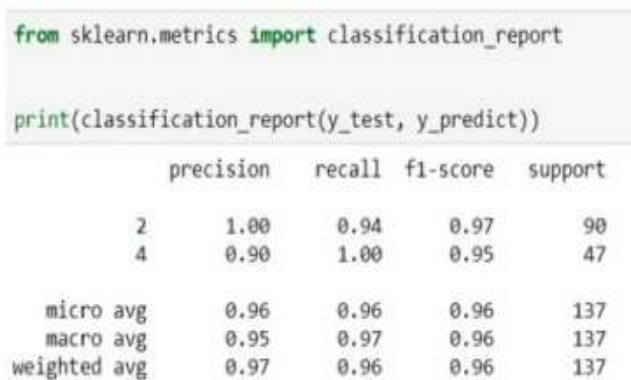 from sklearn.metrics import classification_report
print(classification_report(y_test, y_predict))
precision recall f1-score support
2 1.00 0.94 0.97 90
4 0.90 1.00 0.95 47
micro avg 0.96 0.96 0.96 137
macro avg 0.95 0.97 0.96 137
weighted avg 0.97 0.96 0.96 137